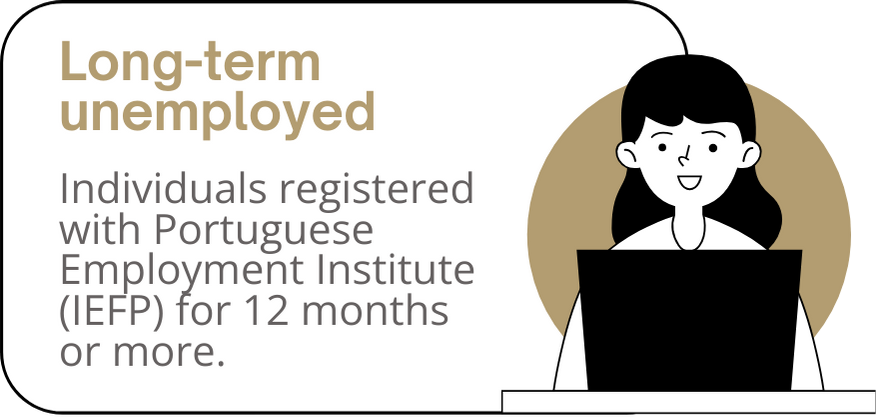 Long-term
unemployed
Individuals registered
with Portuguese
Employment Institute
(IEFP) for 12 months
or more.